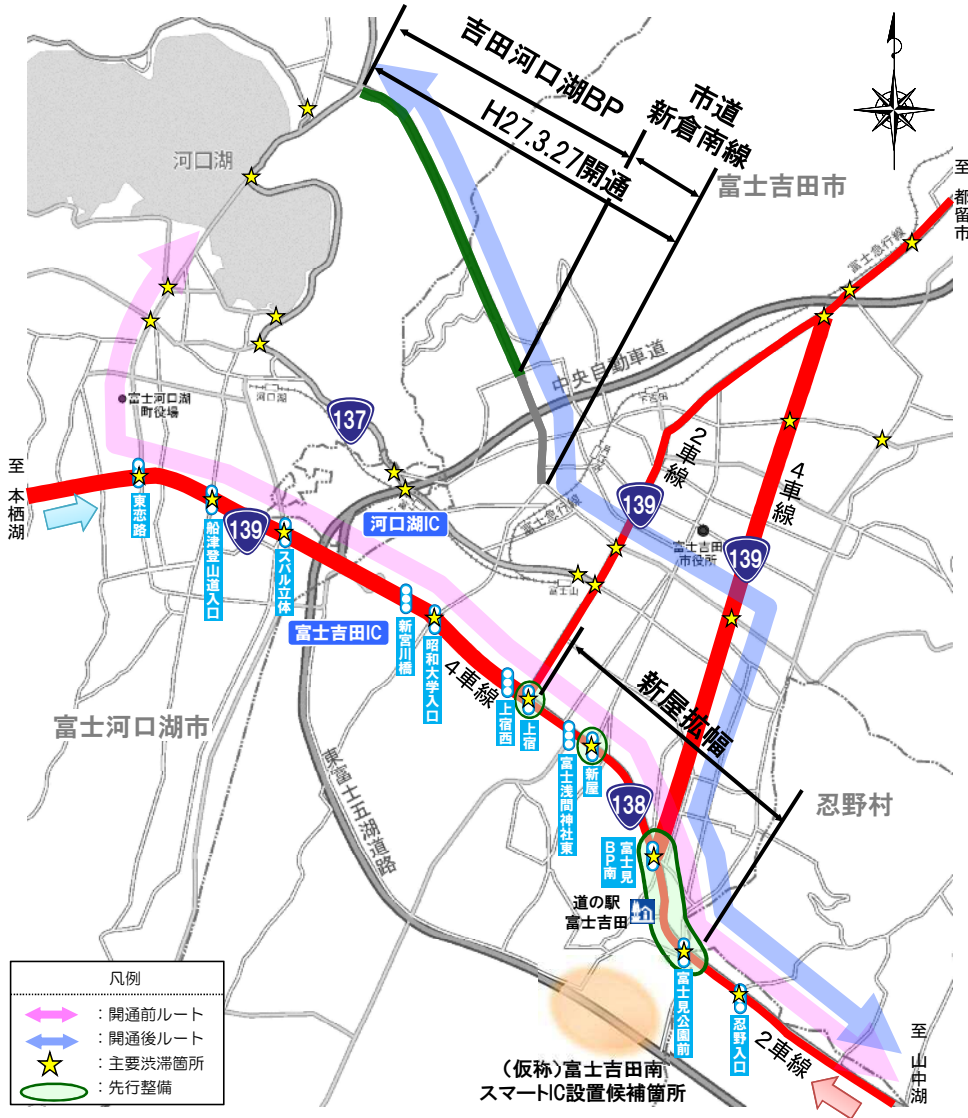 吉田河口湖BP
H27.3.27開通
市道
新倉南線
富士吉田市
至 都留市
河口湖
富士急行線
中央自動車道
富士河口湖
町役場
河口湖
137
下吉田
月江寺
2車線
4車線
至 本栖湖
東恋路
船津登山道入口
139
スバル立体
河口湖IC
富士急行線
139
富士吉田
市役所
139
富士山
富士吉田IC
新宮川橋
昭和大学入口
4車線
上宿西
上宿
富士浅間神社東
新屋
新屋拡幅
富士河口湖市
東富士五湖道路
138
忍野村
富士見
BP南
道の駅
富士吉田
富士見公園前
忍野入口
2車線
至 山中湖
(仮称)富士吉田南
スマートIC設置候補箇所
凡例
:開通前ルート
:開通後ルート
:主要渋滞箇所
:先行整備